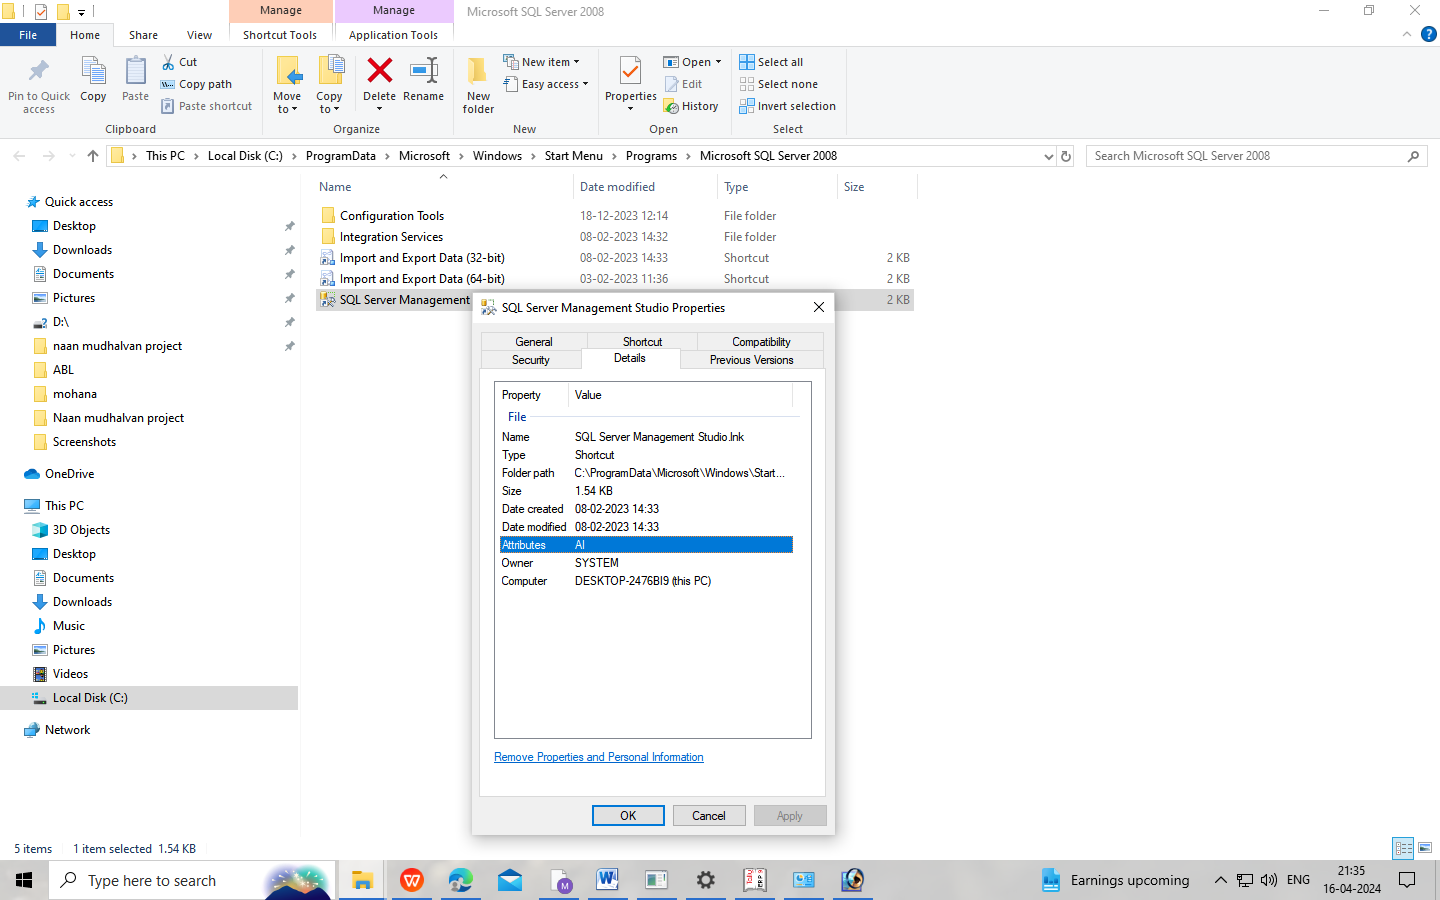 Manage
Manage
Microsoft SQL Server 2008
File
Home
Share
View
Shortcut Tools
Application Tools
Pin to Quick access
Copy
Paste
Cut
Copy path
Paste shortcut
Clipboard
Move to
Copy to
Delete
Rename
Organize
New folder
New item
Easy access
New
Properties
Open
Edit
History
Open
Select all
Select none
Invert selection
Select
This PC > Local Disk (C:) > ProgramData > Microsoft > Windows > Start Menu > Programs > Microsoft SQL Server 2008
Search Microsoft SQL Server 2008
Quick access
Desktop
Downloads
Documents
Pictures
D:\
naan mudhalvan project
ABL
mohana
Naan mudhalvan project
Screenshots
OneDrive
This PC
3D Objects
Desktop
Documents
Downloads
Music
Pictures
Videos
Local Disk (C:)
Network
Name Date modified Type Size
Configuration Tools 18-12-2023 12:14 File folder
Integration Services 08-02-2023 14:32 File folder
Import and Export Data (32-bit) 08-02-2023 14:33 Shortcut 2 KB
Import and Export Data (64-bit) 03-02-2023 11:36 Shortcut 2 KB
SQL Server Management 2 KB
SQL Server Management Studio Properties
General Shortcut Compatibility
Security Details Previous Versions
Property Value
File
Name SQL Server Management Studio.lnk
Type Shortcut
Folder path C:\ProgramData\Microsoft\Windows\Start...
Size 1.54 KB
Date created 08-02-2023 14:33
Date modified 08-02-2023 14:33
Attributes AI
Owner SYSTEM
Computer DESKTOP-2476BI9 (this PC)
Remove Properties and Personal Information
OK Cancel Apply
5 items 1 item selected 1.54 KB
Type here to search
Earnings upcoming
ENG
21:35
16-04-2024